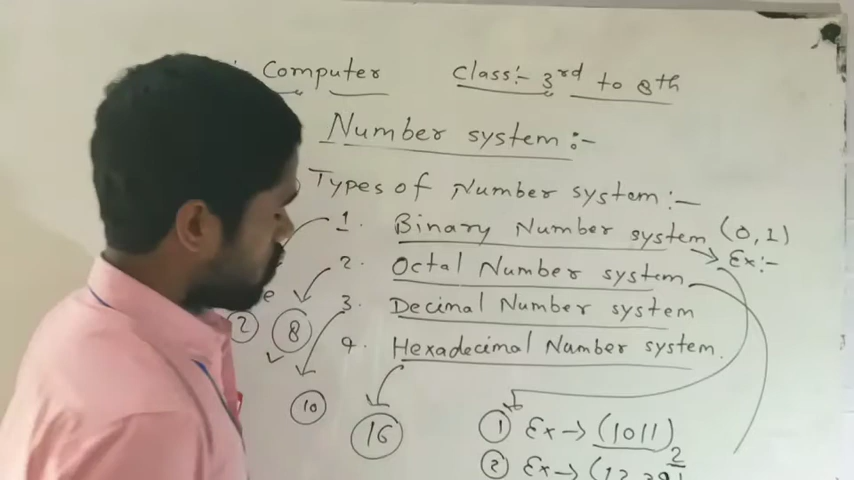 Computer Class:- 3rd to 8th
Number system:-
Types of Number system:-
1. Binary Number system (0,1)
Ex:-
2. Octal Number system
3. Decimal Number system
4. Hexadecimal Number system.
2
8
10
16
1 Ex→ (1011)2
2 Ex→